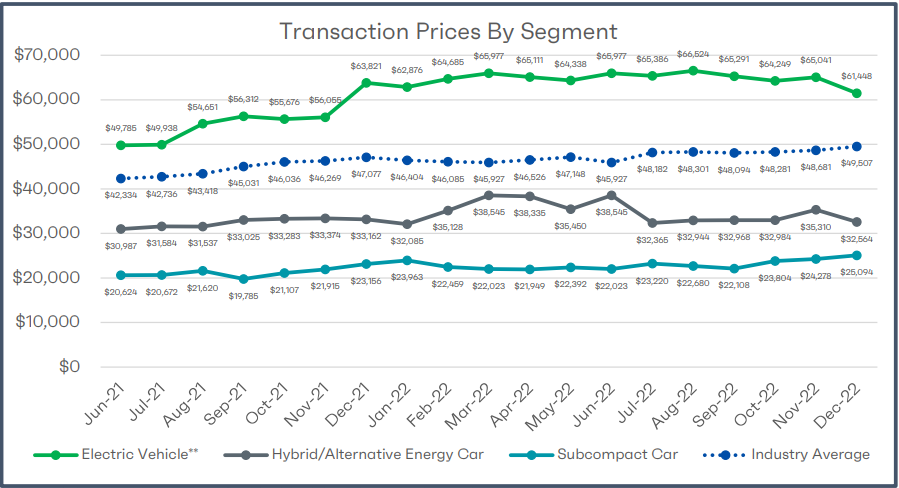 Transaction Prices By Segment
$70,000
$60,000
$50,000
$40,000
$30,000
$20,000
$10,000
$0
$49,785 $49,938 $54,651 $56,312 $55,676 $56,055 $63,821 $62,876 $64,685 $65,977 $65,111 $64,338 $65,977 $65,386 $66,524 $65,291 $64,249 $65,041 $61,448
$42,334 $42,736 $43,418 $45,031 $46,036 $46,269 $47,077 $46,404 $46,085 $45,927 $46,526 $47,148 $45,927 $48,182 $48,301 $48,094 $48,281 $48,681 $49,507
$30,987 $31,584 $31,537 $33,025 $33,283 $33,374 $33,162 $32,085 $35,128 $38,545 $38,335 $35,450 $38,545 $32,365 $32,944 $32,968 $32,984 $35,310 $32,564
$20,624 $20,672 $21,620 $19,785 $21,107 $21,915 $23,156 $23,963 $22,459 $22,023 $21,949 $22,392 $22,023 $23,220 $22,680 $22,108 $23,804 $24,278 $25,094
Jun-21 Jul-21 Aug-21 Sep-21 Oct-21 Nov-21 Dec-21 Jan-22 Feb-22 Mar-22 Apr-22 May-22 Jun-22 Jul-22 Aug-22 Sep-22 Oct-22 Nov-22 Dec-22
Electric Vehicle** Hybrid/Alternative Energy Car Subcompact Car Industry Average